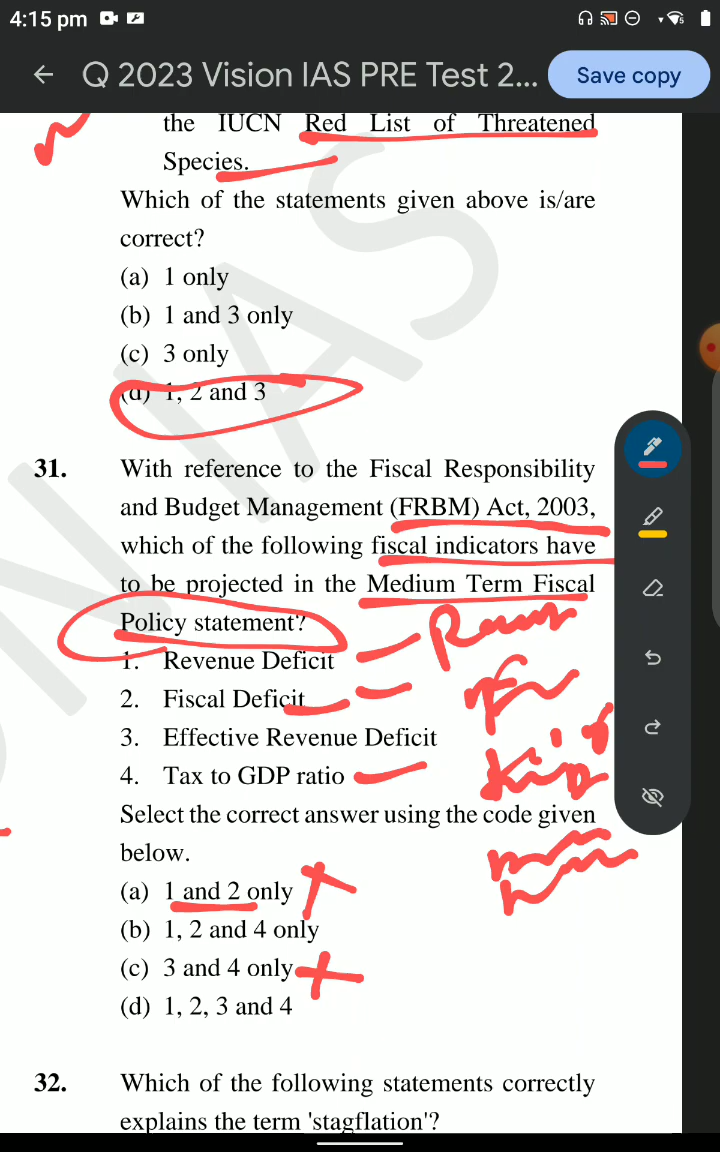 4:15 pm
Q 2023 Vision IAS PRE Test 2...
Save copy
the IUCN Red List of Threatened
Species.
Which of the statements given above is/are
correct?
(a) 1 only
(b) 1 and 3 only
(c) 3 only
(d) 1, 2 and 3
31. With reference to the Fiscal Responsibility
and Budget Management (FRBM) Act, 2003,
which of the following fiscal indicators have
to be projected in the Medium Term Fiscal
Policy statement?
1. Revenue Deficit
2. Fiscal Deficit
3. Effective Revenue Deficit
4. Tax to GDP ratio
Select the correct answer using the code given
below.
(a) 1 and 2 only
(b) 1, 2 and 4 only
(c) 3 and 4 only
(d) 1, 2, 3 and 4
32. Which of the following statements correctly
explains the term 'stagflation'?
N IAS